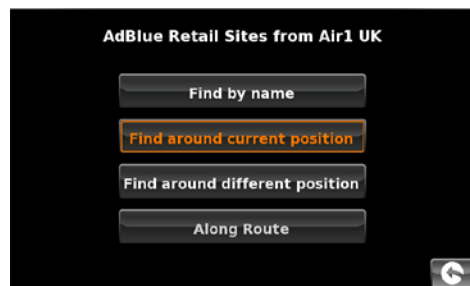 AdBlue Retail Sites from Air1 UK
Find by name
Find around current position
Find around different position
Along Route